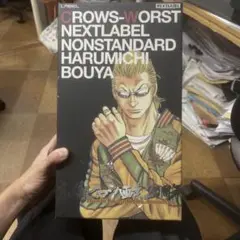 CROWS-WORST
NEXTLABEL
NONSTANDARD
HARUMICHI
BOUYA